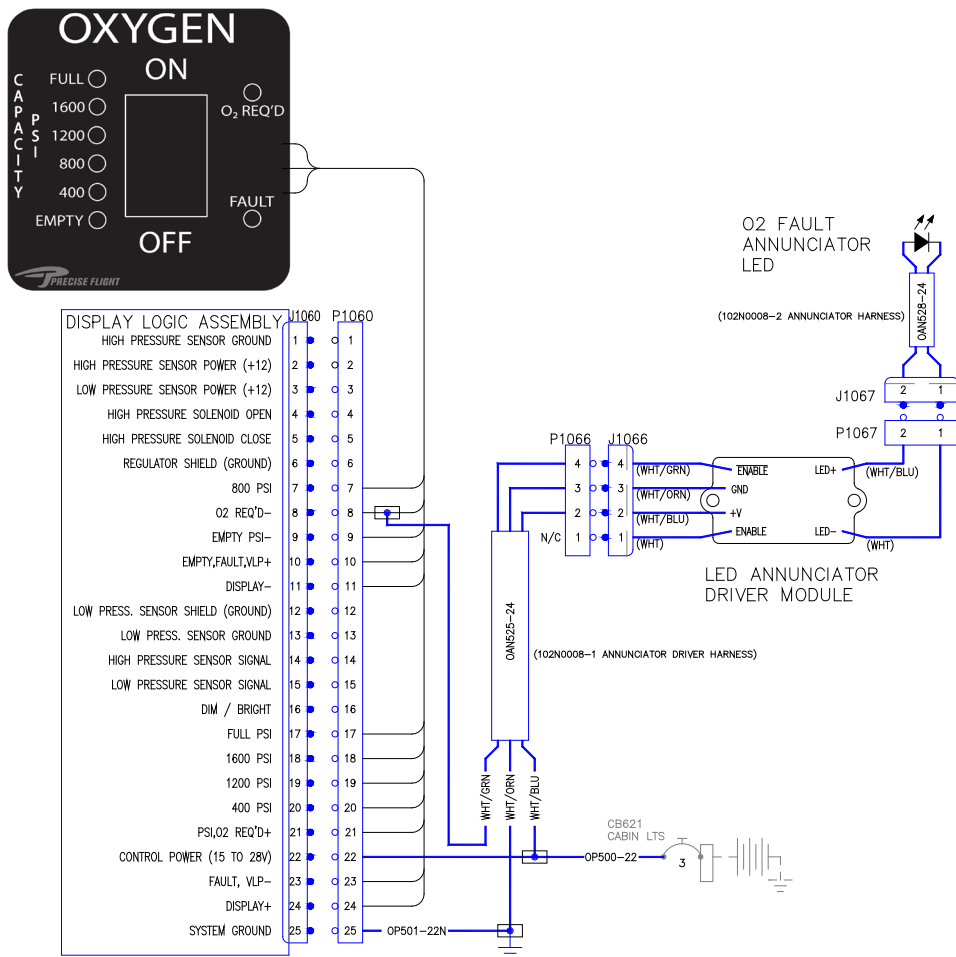 OXYGEN
ON
CAPACITY
PSI
FULL
1600
1200
800
400
EMPTY
O₂ REQ'D
FAULT
OFF
PRECISE FLIGHT
DISPLAY LOGIC ASSEMBLY J1060 P1060
HIGH PRESSURE SENSOR GROUND 1 1
HIGH PRESSURE SENSOR POWER (+12) 2 2
LOW PRESSURE SENSOR POWER (+12) 3 3
HIGH PRESSURE SOLENOID OPEN 4 4
HIGH PRESSURE SOLENOID CLOSE 5 5
REGULATOR SHIELD (GROUND) 6 6
800 PSI 7 7
O2 REQ'D- 8 8
EMPTY PSI- 9 9
EMPTY,FAULT,VLP+ 10 10
DISPLAY- 11 11
LOW PRESS. SENSOR SHIELD (GROUND) 12 12
LOW PRESS. SENSOR GROUND 13 13
HIGH PRESSURE SENSOR SIGNAL 14 14
LOW PRESSURE SENSOR SIGNAL 15 15
DIM / BRIGHT 16 16
FULL PSI 17 17
1600 PSI 18 18
1200 PSI 19 19
400 PSI 20 20
PSI,O2 REQ'D+ 21 21
CONTROL POWER (15 TO 28V) 22 22
FAULT, VLP- 23 23
DISPLAY+ 24 24
SYSTEM GROUND 25 25
OP501-22N
OP500-22
CB621
CABIN LTS
3
WHT/GRN
WHT/ORN
WHT/BLU
OAN525-24
(102N0008-1 ANNUNCIATOR DRIVER HARNESS)
P1066 J1066
4 4 (WHT/GRN)
3 3 (WHT/ORN)
2 2 (WHT/BLU)
N/C 1 1 (WHT)
ENABLE
GND
+V
ENABLE
LED+
LED-
(WHT/BLU)
(WHT)
LED ANNUNCIATOR
DRIVER MODULE
O2 FAULT
ANNUNCIATOR
LED
(102N0008-2 ANNUNCIATOR HARNESS)
OAN528-24
J1067 2 1
P1067 2 1